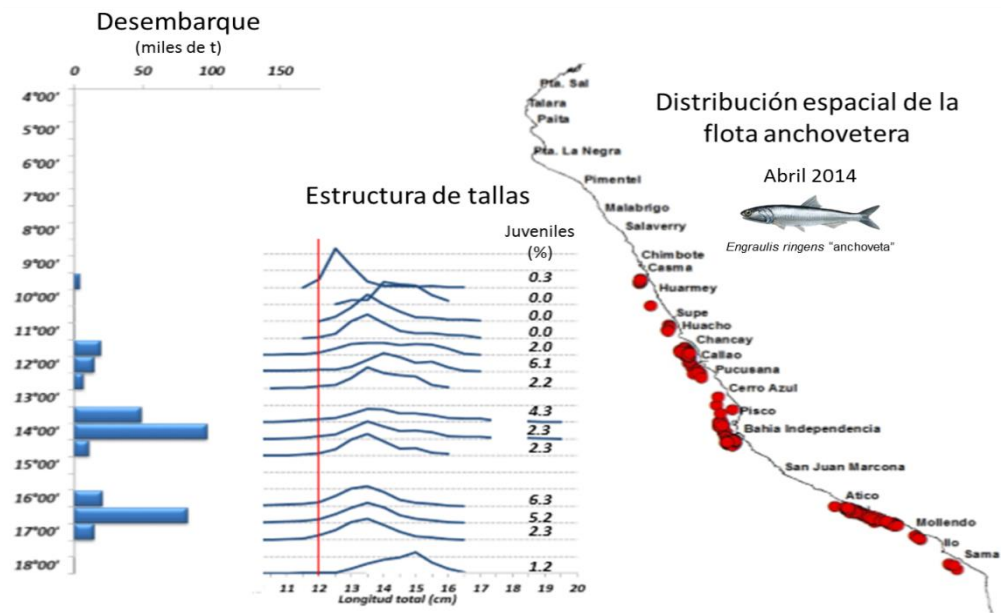 Desembarque
(miles de t)
0 50 100 150
4°00'
5°00'
6°00'
7°00'
8°00'
9°00'
10°00'
11°00'
12°00'
13°00'
14°00'
15°00'
16°00'
17°00'
18°00'
Estructura de tallas
Juveniles
(%)
0.3
0.0
0.0
0.0
2.0
6.1
2.2
4.3
2.3
2.3
6.3
5.2
2.3
1.2
11 12 13 14 15 16 17 18 19 20
Longitud total (cm)
Distribución espacial de la
flota anchovetera
Abril 2014
Engraulis ringens "anchoveta"
Pta. Sal
Talara
Paita
Pta. La Negra
Pimentel
Malabrigo
Salaverry
Chimbote
Casma
Huarmey
Supe
Huacho
Chancay
Callao
Pucusana
Cerro Azul
Pisco
Bahia Independencia
San Juan Marcona
Atico
Mollendo
Ilo
Sama